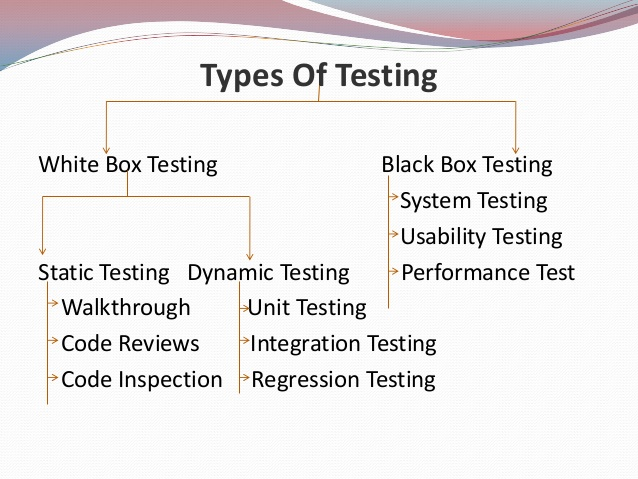 Types Of Testing
White Box Testing Black Box Testing
System Testing
Usability Testing
Static Testing Dynamic Testing Performance Test
Walkthrough Unit Testing
Code Reviews Integration Testing
Code Inspection Regression Testing